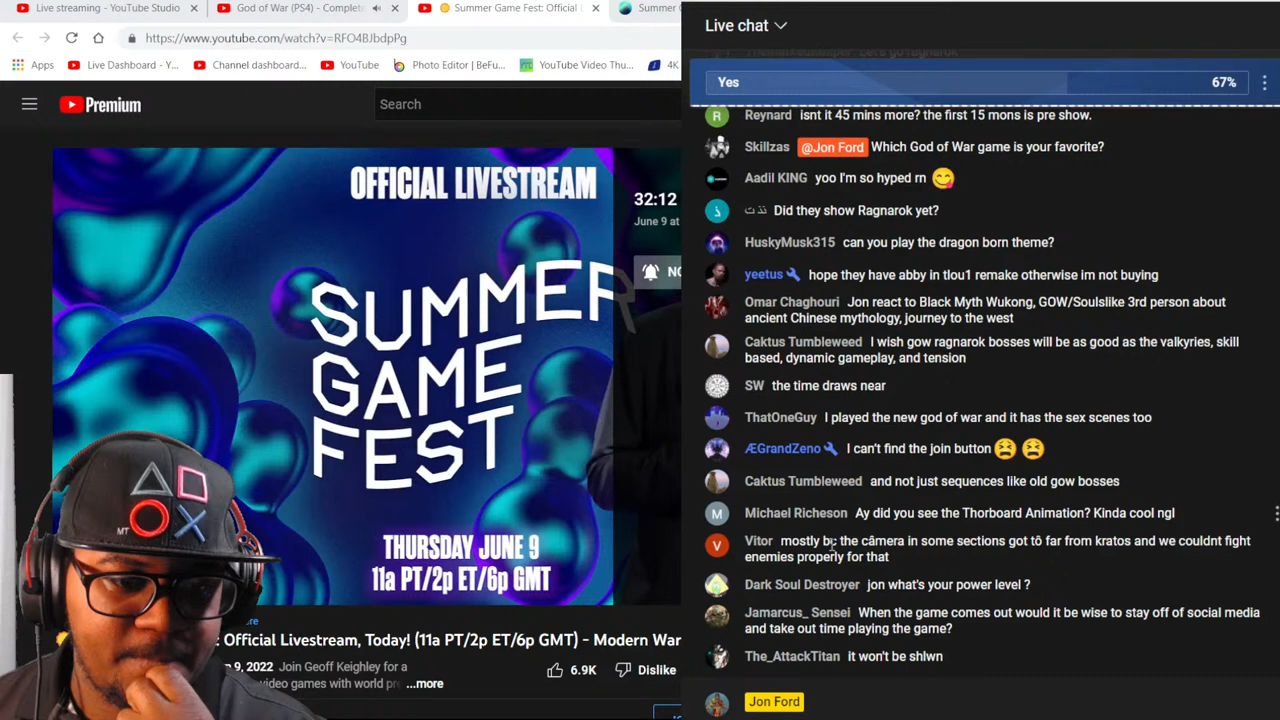 Live streaming - YouTube Studio
God of War (PS4) - Complete
Summer Game Fest: Official
Summer
https://www.youtube.com/watch?v=RFO4BJbdpPg
Apps
Live Dashboard - Y...
Channel dashboard...
YouTube
Photo Editor | BeFu...
YouTube Video Thu...
4K
Premium
Search
OFFICIAL LIVESTREAM
32:12
June 9 at
SUMMER
GAME
FEST
THURSDAY JUNE 9
11a PT/2p ET/6p GMT
MT
Official Livestream, Today! (11a PT/2p ET/6p GMT) - Modern War
9, 2022 Join Geoff Keighley for a
video games with world pre ...more
6.9K
Dislike
Live chat
Let's go ragnarok
Yes 67%
R Reynard isnt it 45 mins more? the first 15 mons is pre show.
Skillzas @Jon Ford Which God of War game is your favorite?
Aadil KING yoo I'm so hyped rn
Did they show Ragnarok yet?
HuskyMusk315 can you play the dragon born theme?
yeetus hope they have abby in tlou1 remake otherwise im not buying
Omar Chaghouri Jon react to Black Myth Wukong, GOW/Soulslike 3rd person about
ancient Chinese mythology, journey to the west
Caktus Tumbleweed I wish gow ragnarok bosses will be as good as the valkyries, skill
based, dynamic gameplay, and tension
SW the time draws near
ThatOneGuy I played the new god of war and it has the sex scenes too
ÆGrandZeno I can't find the join button
Caktus Tumbleweed and not just sequences like old gow bosses
M Michael Richeson Ay did you see the Thorboard Animation? Kinda cool ngl
V Vitor mostly bc the câmera in some sections got tô far from kratos and we couldnt fight
enemies properly for that
Dark Soul Destroyer jon what's your power level ?
Jamarcus_ Sensei When the game comes out would it be wise to stay off of social media
and take out time playing the game?
The_AttackTitan it won't be shlwn
Jon Ford